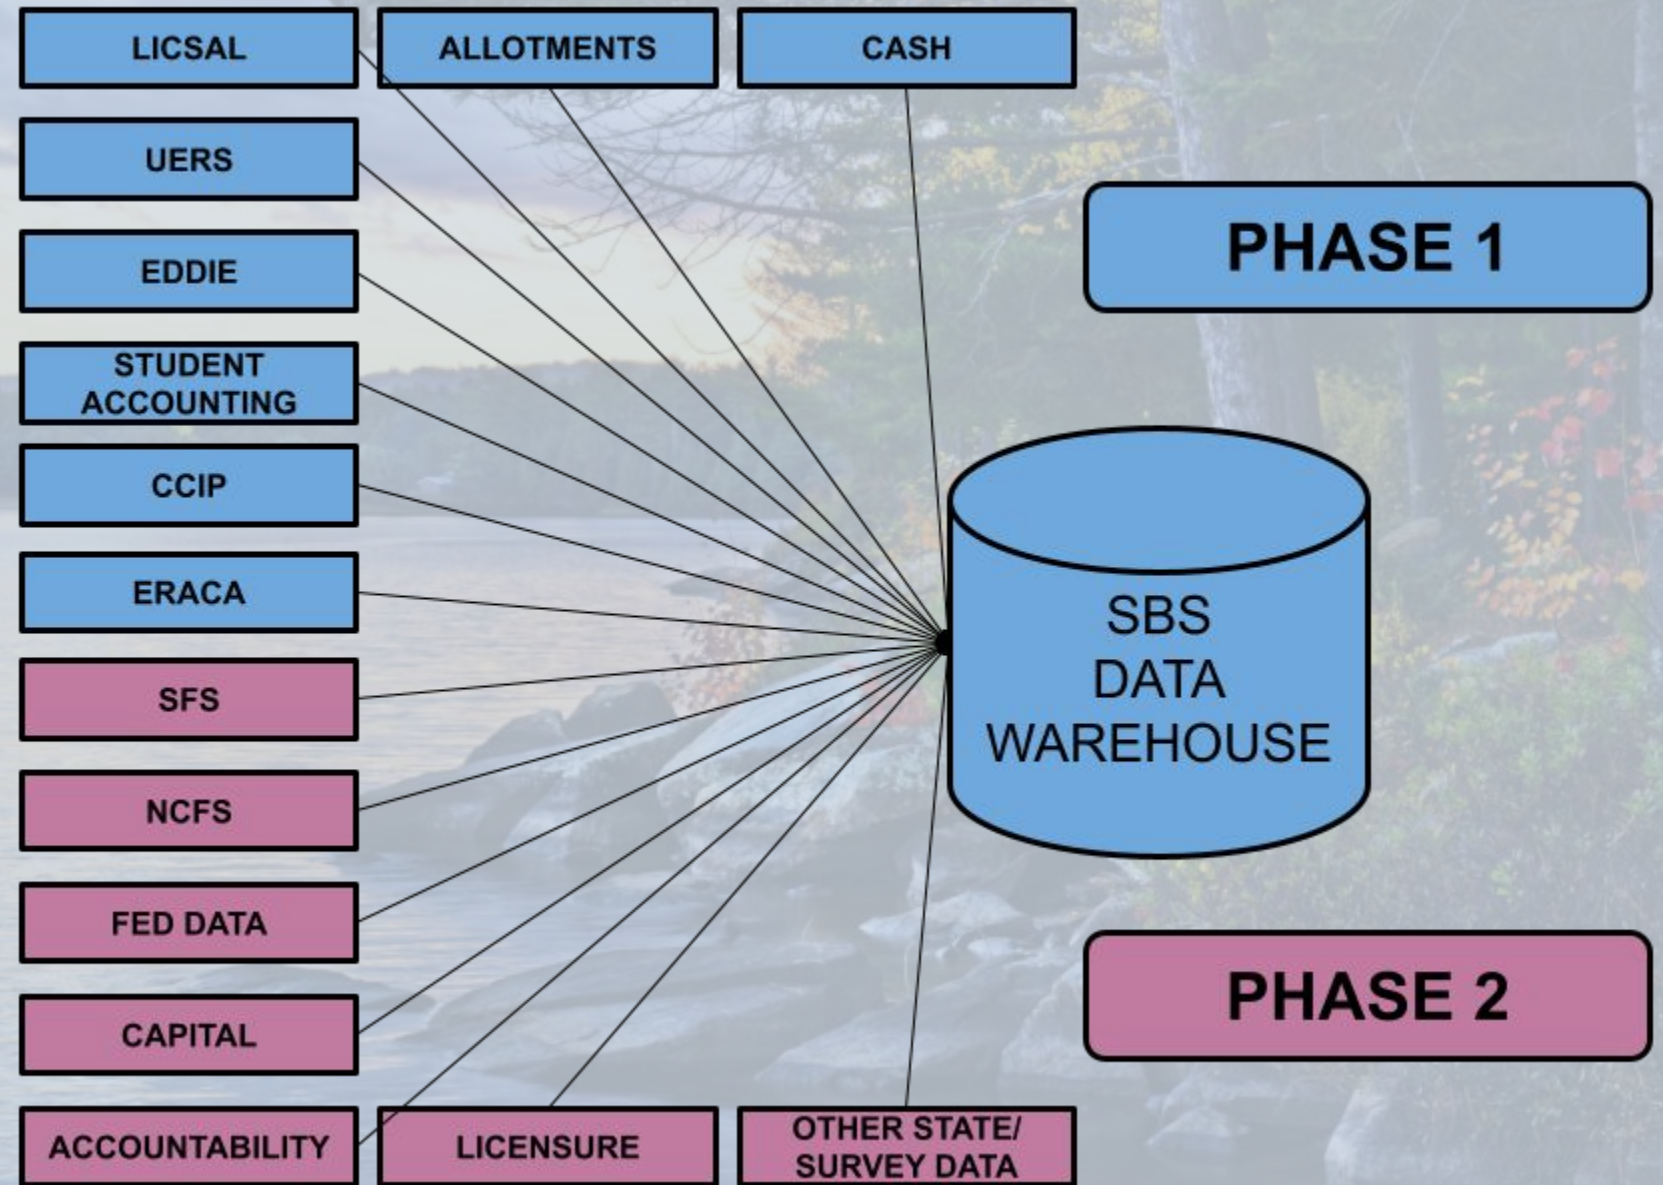 LICSAL
ALLOTMENTS
CASH
UERS
PHASE 1
EDDIE
STUDENT
ACCOUNTING
CCIP
ERACA
SBS
DATA
WAREHOUSE
SFS
NCFS
FED DATA
PHASE 2
CAPITAL
ACCOUNTABILITY
LICENSURE
OTHER STATE/
SURVEY DATA